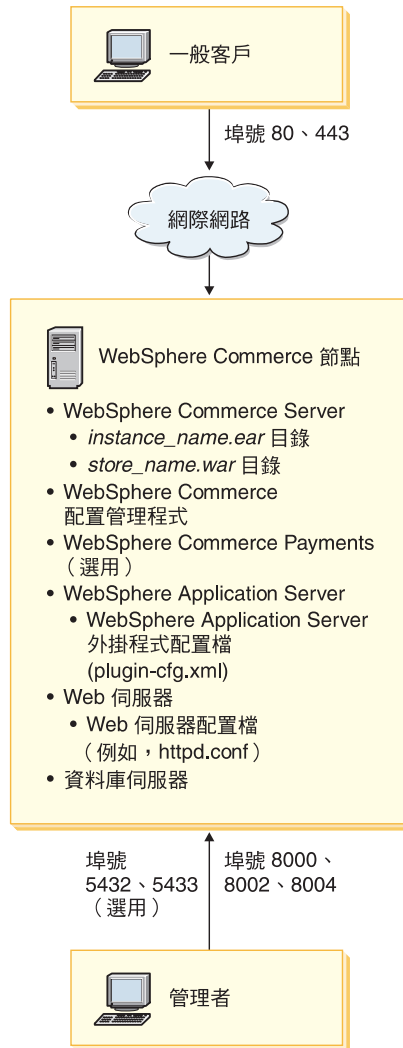 一般客戶
埠號 80、443
網際網路
WebSphere Commerce 節點
• WebSphere Commerce Server
• instance_name.ear 目錄
• store_name.war 目錄
• WebSphere Commerce
配置管理程式
• WebSphere Commerce Payments
（選用）
• WebSphere Application Server
• WebSphere Application Server
外掛程式配置檔
(plugin-cfg.xml)
• Web 伺服器
• Web 伺服器配置檔
（例如，httpd.conf）
• 資料庫伺服器
埠號
5432、5433
（選用）
埠號 8000、
8002、8004
管理者